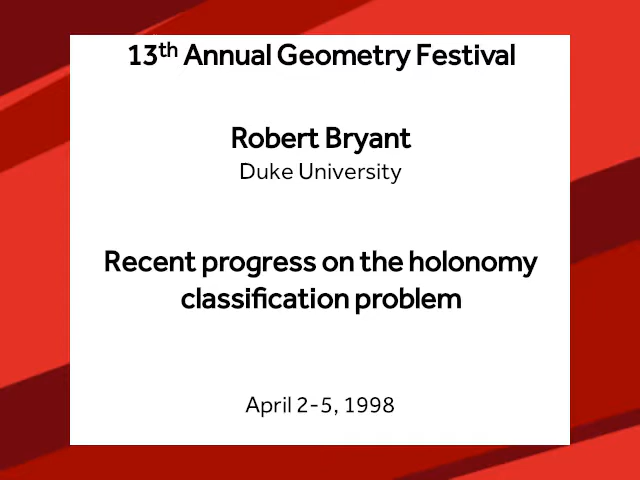 13th Annual Geometry Festival
Robert Bryant
Duke University
Recent progress on the holonomy
classification problem
April 2-5, 1998